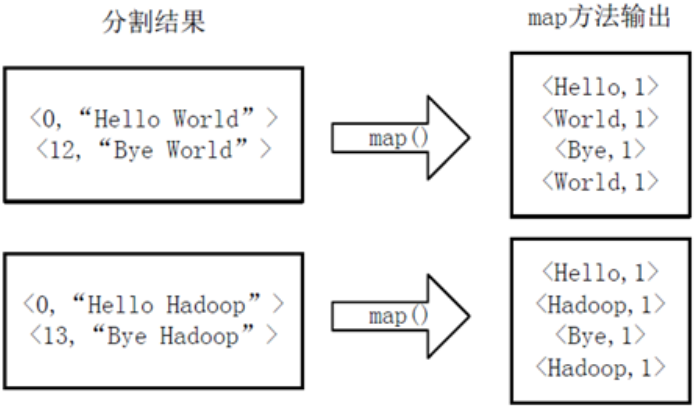 分割结果
map方法输出
<0, “Hello World” >
<12, “Bye World” >
map()
<Hello,1>
<World,1>
<Bye,1>
<World,1>
<0, “Hello Hadoop” >
<13, “Bye Hadoop” >
map()
<Hello,1>
<Hadoop,1>
<Bye,1>
<Hadoop,1>